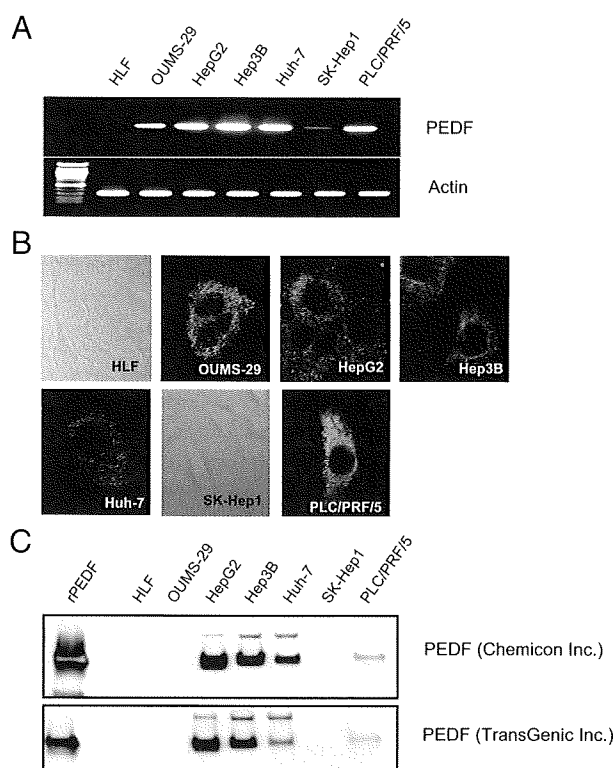 A
HLF
OUMS-29
HepG2
Hep3B
Huh-7
SK-Hep1
PLC/PRF/5
PEDF
Actin
B
HLF
OUMS-29
HepG2
Hep3B
Huh-7
SK-Hep1
PLC/PRF/5
C
rPEDF
HLF
OUMS-29
HepG2
Hep3B
Huh-7
SK-Hep1
PLC/PRF/5
PEDF (Chemicon Inc.)
PEDF (TransGenic Inc.)